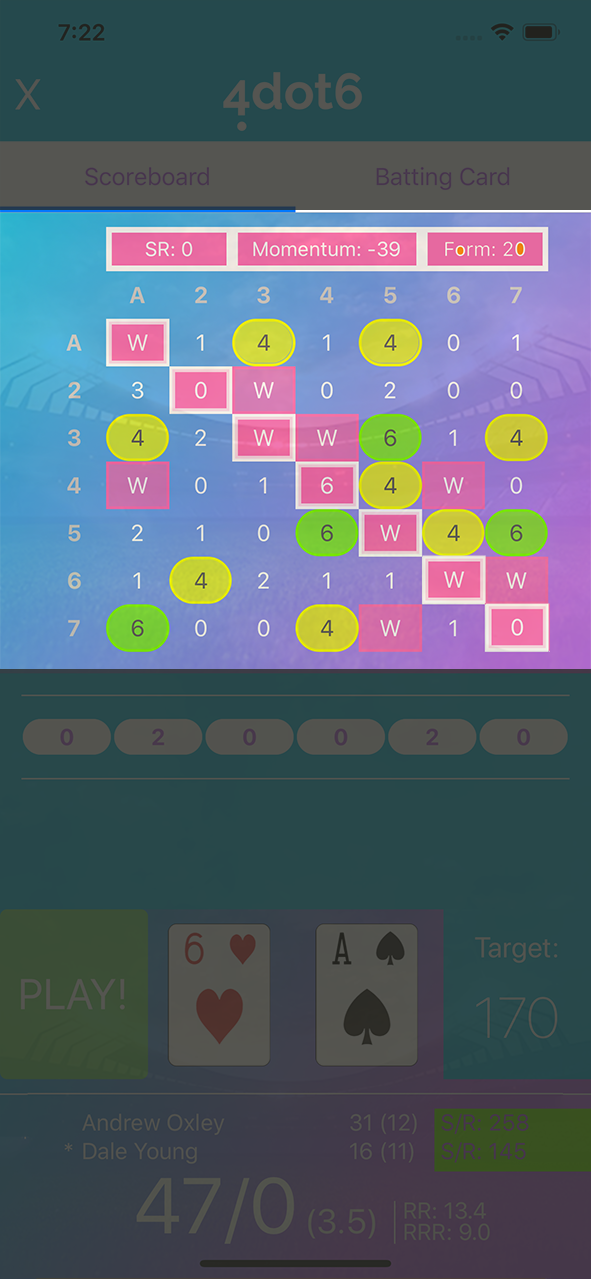 7:22
X
4dot6
Scoreboard Batting Card
SR: 0 Momentum: -39 Form: 20
A 2 3 4 5 6 7
A W 1 4 1 4 0 1
2 3 0 W 0 2 0 0
3 4 2 W W 6 1 4
4 W 0 1 6 4 W 0
5 2 1 0 6 W 4 6
6 1 4 2 1 1 W W
7 6 0 0 4 W 1 0
0 2 0 0 2 0
PLAY! 6 A Target:
170
Andrew Oxley 31 (12) S/R: 258
* Dale Young 16 (11) S/R: 145
47/0 (3.5) RR: 13.4
RRR: 9.0